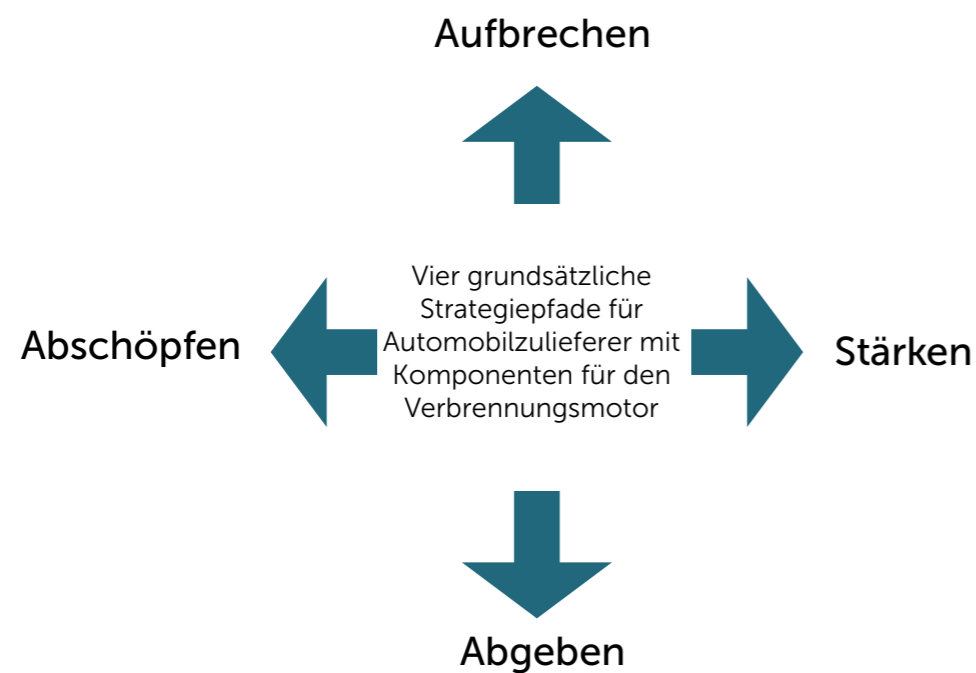 Aufbrechen
Vier grundsätzliche
Strategiepfade für
Abschöpfen
Automobilzulieferer mit
Stärken
Komponenten für den
Verbrennungsmotor
Abgeben